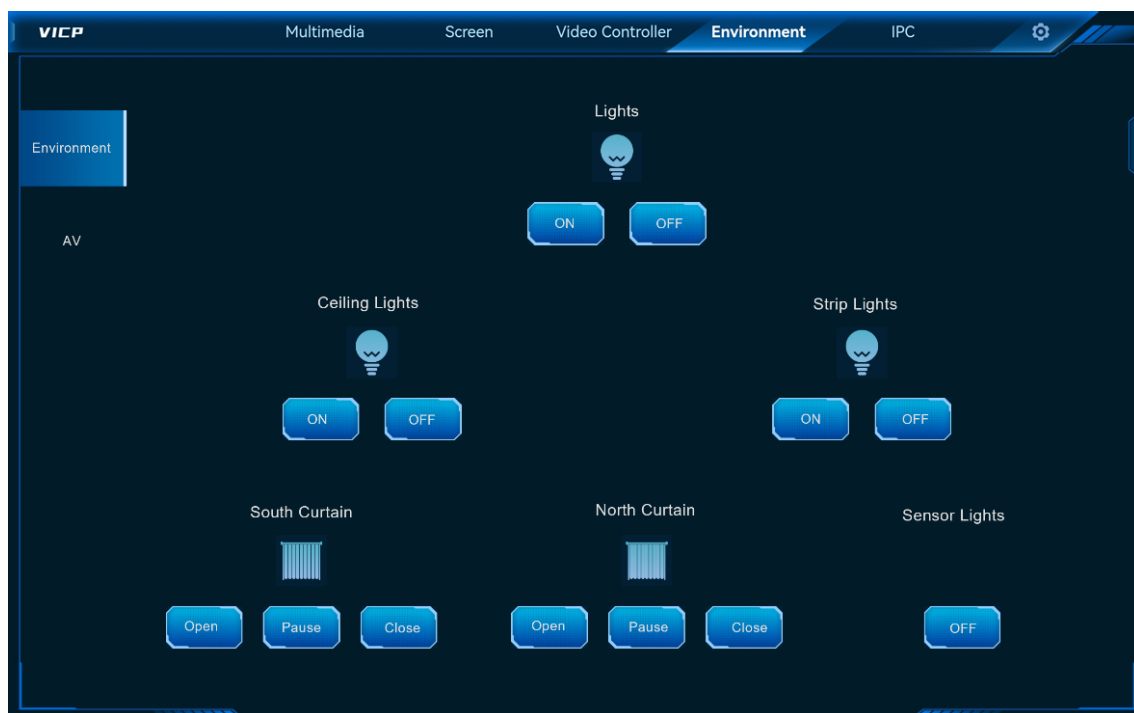 VICP Multimedia Screen Video Controller Environment IPC
Environment
AV
Lights
ON OFF
Ceiling Lights
ON OFF
Strip Lights
ON OFF
South Curtain
Open Pause Close
North Curtain
Open Pause Close
Sensor Lights
OFF